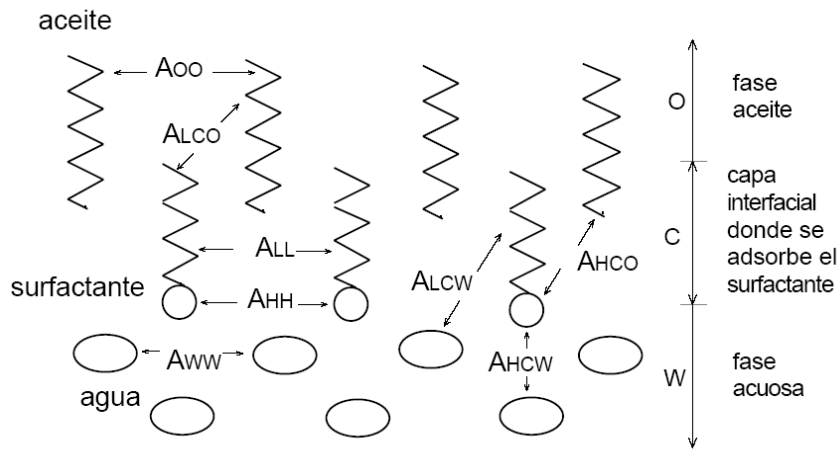 aceite
AOO
O
fase
aceite
ALCO
capa
interfacial
donde se
adsorbe el
surfactante
C
ALL
AHCO
ALCW
surfactante
AHH
AWW
AHCW
W
fase
acuosa
agua